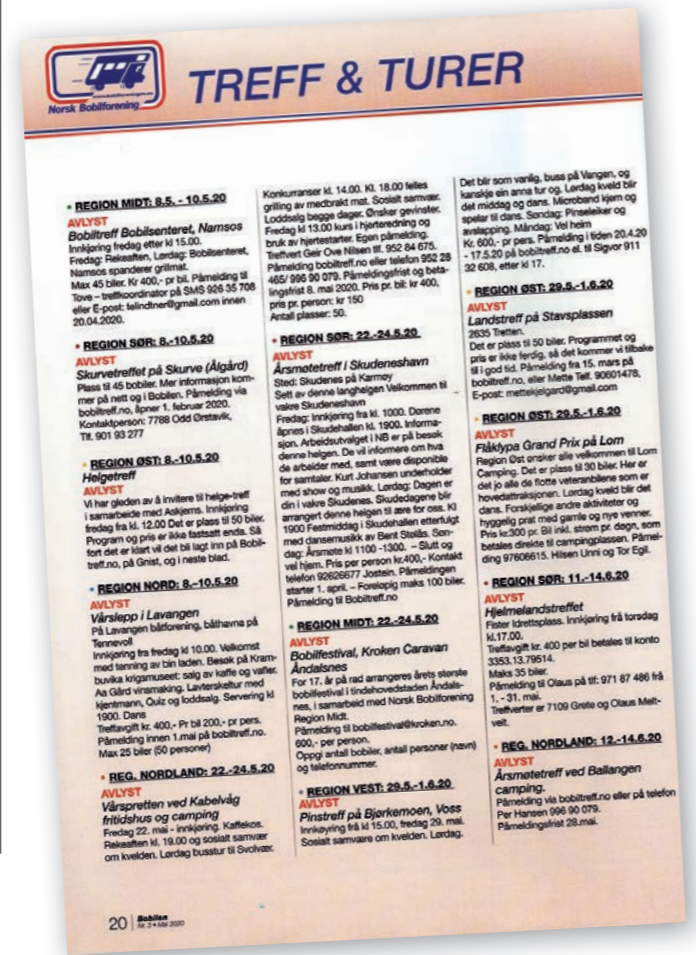 www.bobilforeningen.no
Norsk Bobilforening
TREFF & TURER
• REGION MIDT: 8.5. - 10.5.20
AVLYST
Bobiltreff Bobilsenteret, Namsos
Innkjøring fredag etter kl 15.00.
Fredag: Rekeaften, Lørdag: Bobilsenteret,
Namsos spanderer grillmat.
Max 45 biler. Kr 400,- pr bil. Påmelding til
Tove – treffkoordinator på SMS 926 35 708
eller E-post: telindtner@gmail.com innen
20.04.2020.
• REGION SØR: 8.-10.5.20
AVLYST
Skurvetreffet på Skurve (Ålgård)
Plass til 45 bobiler. Mer informasjon kom-
mer på nett og i Bobilen. Påmelding via
bobiltreff.no, åpner 1. februar 2020.
Kontaktperson: 7788 Odd Ørstavik,
Tlf. 901 93 277
• REGION ØST: 8.-10.5.20
Helgetreff
AVLYST
Vi har gleden av å invitere til helge-treff
i samarbeide med Askjems. Innkjøring
fredag fra kl. 12.00 Det er plass til 50 biler.
Program og pris er ikke fastsatt enda. Så
fort det er klart vil det bli lagt inn på Bobil-
treff.no, på Gnist, og i neste blad.
• REGION NORD: 8.–10.5.20
AVLYST
Vårslepp i Lavangen
På Lavangen båtforening, båthavna på
Tennevoll
Innkjøring fra fredag kl 10.00. Velkomst
med tenning av bin laden. Besøk på Kram-
buvika krigsmuseet: salg av kaffe og vafler.
Aa Gård vinsmaking. Lavterskeltur med
kjentmann, Quiz og loddsalg. Servering kl
1900. Dans
Treffavgift kr. 400,- Pr bil 200,- pr pers.
Påmelding innen 1.mai på bobiltreff.no.
Max 25 biler (50 personer)
• REG. NORDLAND: 22.-24.5.20
AVLYST
Vårspretten ved Kabelvåg
fritidshus og camping
Fredag 22. mai - innkjøring. Kaffekos.
Rekeaften kl. 19.00 og sosialt samvær
om kvelden. Lørdag busstur til Svolvær.
Konkurranser kl. 14.00. Kl. 18.00 felles
grilling av medbrakt mat. Sosialt samvær.
Loddsalg begge dager. Ønsker gevinster.
Fredag kl 13.00 kurs i hjerteredning og
bruk av hjertestarter. Egen påmelding.
Treffvert Geir Ove Nilsen tlf. 952 84 675.
Påmelding bobiltreff.no eller telefon 952 28
465/ 996 90 079. Påmeldingsfrist og beta-
lingsfrist 8. mai 2020. Pris pr. bil: kr 400,
pris pr. person: kr 150
Antall plasser: 50.
• REGION SØR: 22.-24.5.20
AVLYST
Årsmøtetreff i Skudeneshavn
Sted: Skudenes på Karmøy
Sett av denne langhelgen Velkommen til
vakre Skudeneshavn
Fredag: Innkjøring fra kl. 1000. Dørene
åpnes i Skudehallen kl. 1900. Informa-
sjon. Arbeidsutvalget i NB er på besøk
denne helgen. De vil informere om hva
de arbeider med, samt være disponible
for samtaler. Kurt Johansen underholder
med show og musikk. Lørdag: Dagen er
din i vakre Skudenes. Skudedagene blir
arrangert denne helgen til ære for oss. Kl
1900 Festmiddag i Skudehallen etterfulgt
med dansemusikk av Bent Stølås. Søn-
dag: Årsmøte kl 1100 -1300. – Slutt og
vel hjem. Pris per person kr.400,- Kontakt
telefon 92626677 Jostein. Påmeldingen
starter 1. april. – Foreløpig maks 100 biler.
Påmelding til Bobiltreff.no
• REGION MIDT: 22.-24.5.20
AVLYST
Bobilfestival, Kroken Caravan
Åndalsnes
For 17. år på rad arrangeres årets største
bobilfestival i tindehovedstaden Åndals-
nes, i samarbeid med Norsk Bobilforening
Region Midt.
Påmelding til bobilfestival@kroken.no.
600,- per person.
Oppgi antall bobiler, antall personer (navn)
og telefonnummer.
• REGION VEST: 29.5.-1.6.20
AVLYST
Pinstreff på Bjørkemoen, Voss
Innkøyring frå kl 15.00, fredag 29. mai.
Sosialt samvære om kvelden. Lørdag.
Det blir som vanlig, buss på Vangen, og
kanskje ein anna tur og. Lørdag kveld blir
det middag og dans. Microband kjem og
spelar til dans. Søndag: Pinseleiker og
avslapping. Måndag: Vel heim
Kr. 600,- pr pers. Påmelding i tiden 20.4.20
- 17.5.20 på bobiltreff.no el. til Sigvor 911
32 608, etter kl 17.
• REGION ØST: 29.5.-1.6.20
AVLYST
Landstreff på Stavsplassen
2635 Tretten.
Det er plass til 50 biler. Programmet og
pris er ikke ferdig, så det kommer vi tilbake
til i god tid. Påmelding fra 15. mars på
bobiltreff.no, eller Mette Telf. 90601478.
E-post: mettekjelgard@gmail.com
• REGION ØST: 29.5-1.6.20
AVLYST
Flåklypa Grand Prix på Lom
Region Øst ønsker alle velkommen til Lom
Camping. Det er plass til 30 biler. Her er
det jo alle de flotte veteranbilene som er
hovedattraksjonen. Lørdag kveld blir det
dans. Forskjellige andre aktiviteter og
hyggelig prat med gamle og nye venner.
Pris kr.300 pr. Bil inkl. strøm pr. døgn, som
betales direkte til campingplassen. Påmel-
ding 97606615. Hilsen Unni og Tor Egil.
• REGION SØR: 11.-14.6.20
AVLYST
Hjelmelandstreffet
Fister Idrettsplass. Innkjøring frå torsdag
kl.17.00.
Treffavgift kr. 400 per bil betales til konto
3353.13.79514.
Maks 35 biler.
Påmelding til Olaus på tlf: 971 87 486 frå
1. - 31. mai.
Treffverter er 7109 Grete og Olaus Melt-
veit.
• REG. NORDLAND: 12.-14.6.20
AVLYST
Årsmøtetreff ved Ballangen
camping.
Påmelding via bobiltreff.no eller på telefon
Per Hansen 996 90 079.
Påmeldingsfrist 28.mai.
20 | Bobilen
Nr. 3 • Mai 2020